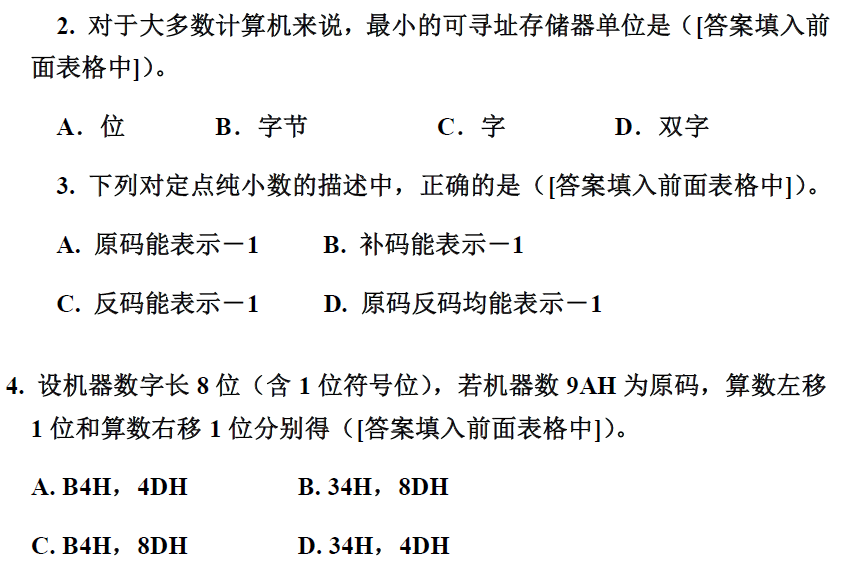 2. 对于大多数计算机来说，最小的可寻址存储器单位是（[答案填入前
面表格中]）。
A．位 B．字节 C．字 D．双字
3. 下列对定点纯小数的描述中，正确的是（[答案填入前面表格中]）。
A. 原码能表示－1 B. 补码能表示－1
C. 反码能表示－1 D. 原码反码均能表示－1
4. 设机器数字长 8 位（含 1 位符号位），若机器数 9AH 为原码，算数左移
1 位和算数右移 1 位分别得（[答案填入前面表格中]）。
A. B4H，4DH B. 34H，8DH
C. B4H，8DH D. 34H，4DH